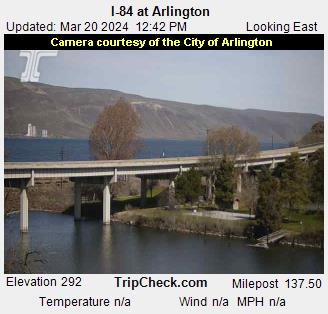 I-84 at Arlington
Updated: Mar 20 2024 12:42 PM Looking East
Camera courtesy of the City of Arlington
Elevation 292 TripCheck.com Milepost 137.50
Temperature n/a Wind n/a MPH n/a